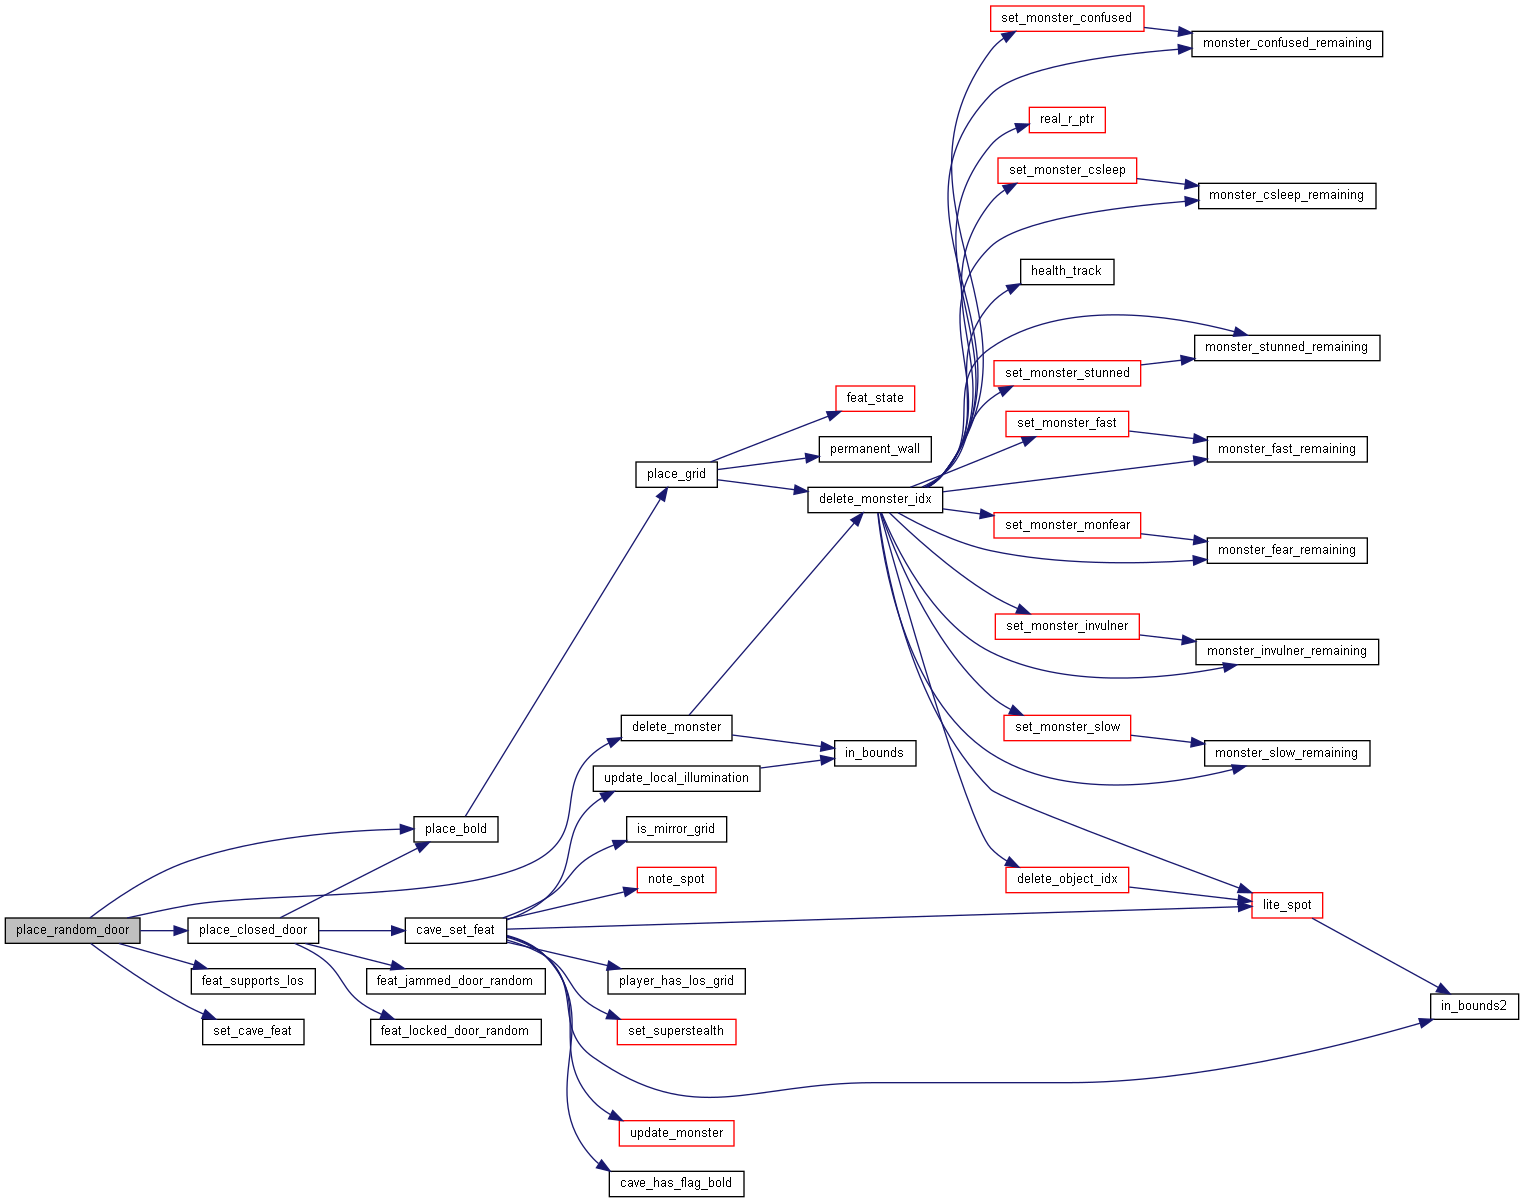 set_monster_confused
monster_confused_remaining
real_r_ptr
set_monster_csleep
monster_csleep_remaining
health_track
monster_stunned_remaining
set_monster_stunned
feat_state
set_monster_fast
permanent_wall
monster_fast_remaining
place_grid
delete_monster_idx
set_monster_monfear
monster_fear_remaining
set_monster_invulner
monster_invulner_remaining
delete_monster
set_monster_slow
in_bounds
monster_slow_remaining
update_local_illumination
place_bold
is_mirror_grid
note_spot
delete_object_idx
lite_spot
place_random_door
place_closed_door
cave_set_feat
feat_supports_los
feat_jammed_door_random
player_has_los_grid
in_bounds2
set_cave_feat
feat_locked_door_random
set_superstealth
update_monster
cave_has_flag_bold